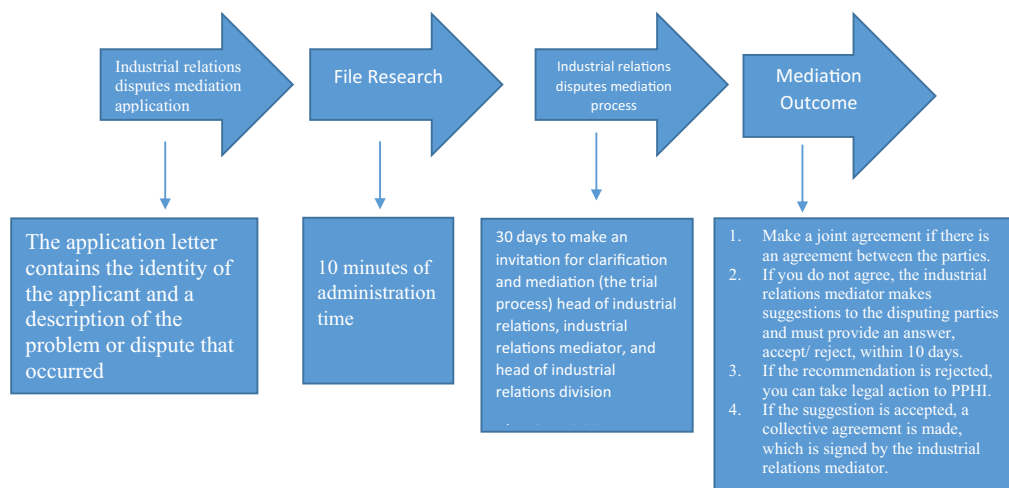 Industrial relations
disputes mediation
application
File Research
Industrial relations
disputes mediation
process
Mediation
Outcome
The application letter
contains the identity of
the applicant and a
description of the
problem or dispute that
occurred
10 minutes of
administration
time
30 days to make an
invitation for clarification
and mediation (the trial
process) head of industrial
relations, industrial
relations mediator, and
head of industrial
relations division
1. Make a joint agreement if there is
an agreement between the parties.
2. If you do not agree, the industrial
relations mediator makes
suggestions to the disputing parties
and must provide an answer,
accept/ reject, within 10 days.
3. If the recommendation is rejected,
you can take legal action to PPHI.
4. If the suggestion is accepted, a
collective agreement is made,
which is signed by the industrial
relations mediator.